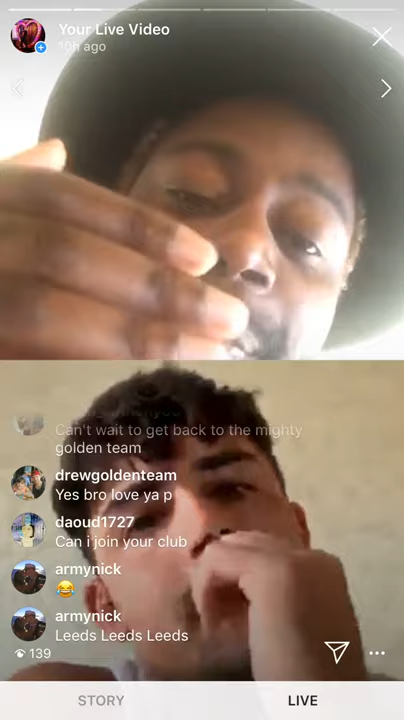 Your Live Video
10h ago
Can't wait to get back to the mighty
golden team
drewgoldenteam
Yes bro love ya p
daoud1727
Can i join your club
armynick
😂
armynick
Leeds Leeds Leeds
139
STORY
LIVE